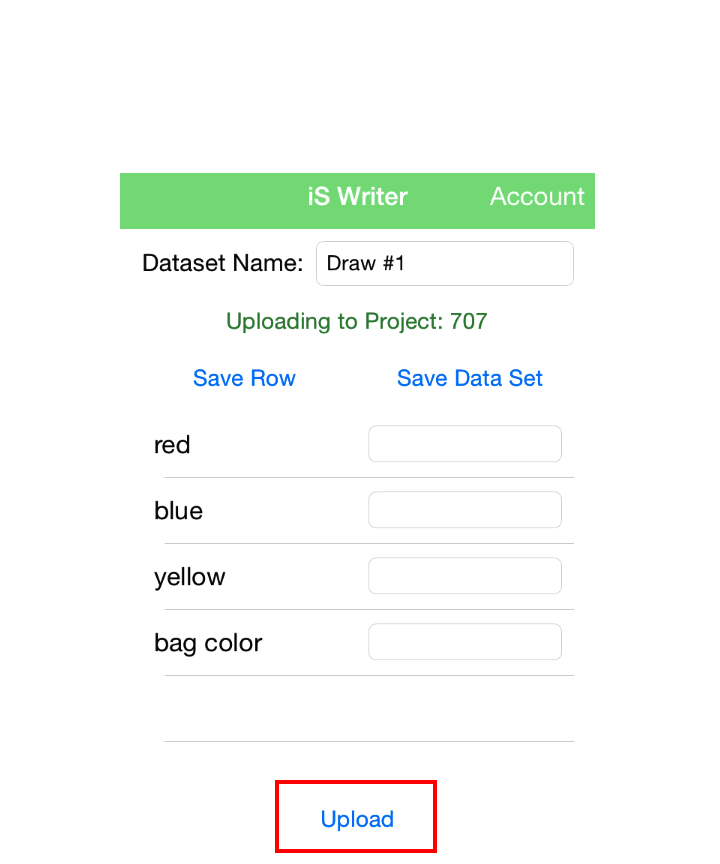 iS Writer Account
Dataset Name: Draw #1
Uploading to Project: 707
Save Row Save Data Set
red
blue
yellow
bag color
Upload